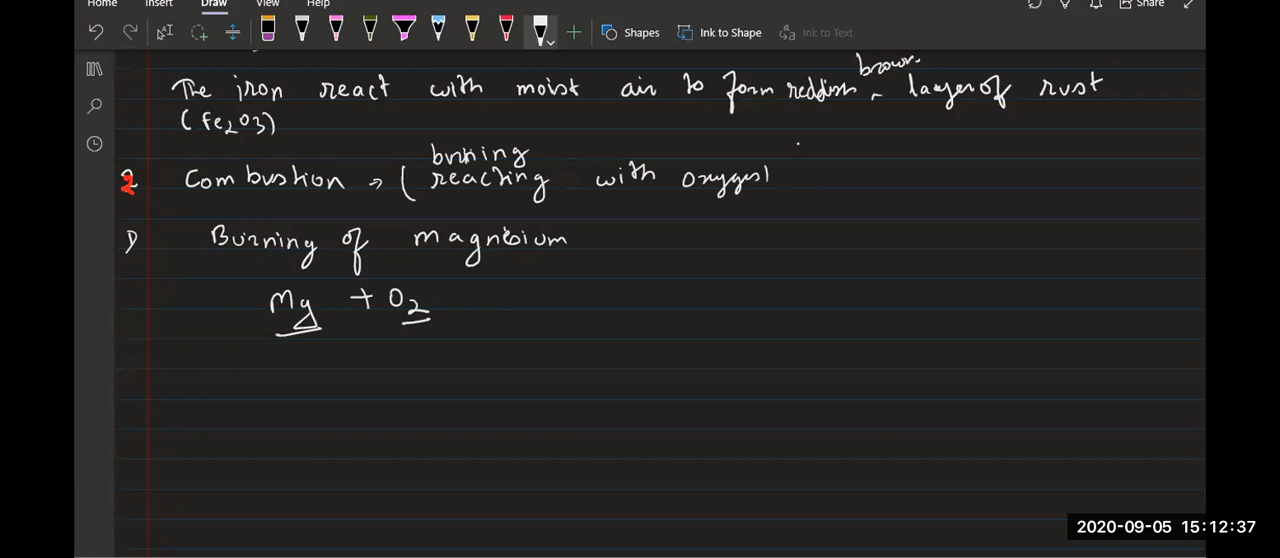 Home Insert Draw View Help Share
Shapes Ink to Shape Ink to Text
brown
The iron react with moist air to form reddish layer of rust
(Fe2O3)
burning
2 Combustion → ( reacting with oxygen
1) Burning of magnesium
Mg + O2
2020-09-05 15:12:37